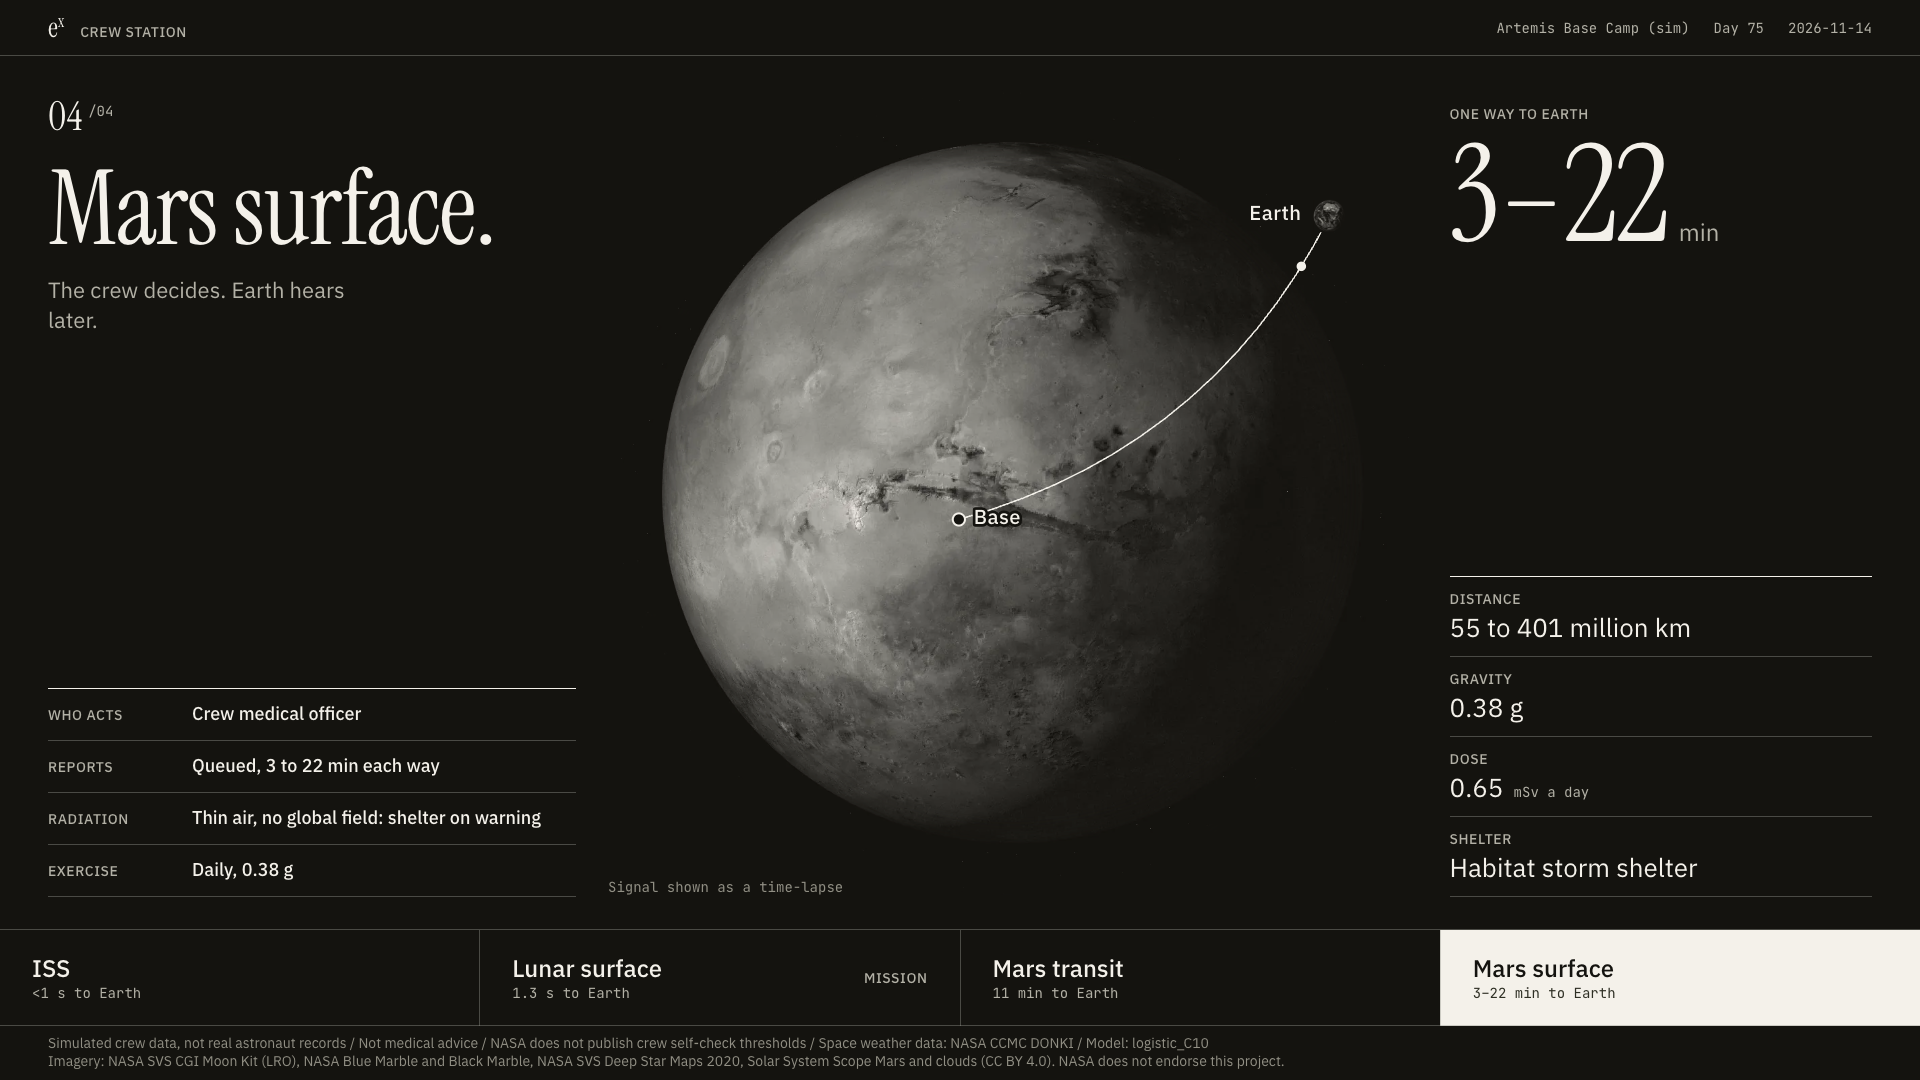 e^x CREW STATION
Artemis Base Camp (sim) Day 75 2026-11-14
04 /04
Mars surface.
The crew decides. Earth hears
later.
WHO ACTS Crew medical officer
REPORTS Queued, 3 to 22 min each way
RADIATION Thin air, no global field: shelter on warning
EXERCISE Daily, 0.38 g
Earth
Base
Signal shown as a time-lapse
ONE WAY TO EARTH
3–22 min
DISTANCE
55 to 401 million km
GRAVITY
0.38 g
DOSE
0.65 mSv a day
SHELTER
Habitat storm shelter
ISS
<1 s to Earth
Lunar surface
1.3 s to Earth
MISSION
Mars transit
11 min to Earth
Mars surface
3–22 min to Earth
Simulated crew data, not real astronaut records / Not medical advice / NASA does not publish crew self-check thresholds / Space weather data: NASA CCMC DONKI / Model: logistic_C10
Imagery: NASA SVS CGI Moon Kit (LRO), NASA Blue Marble and Black Marble, NASA SVS Deep Star Maps 2020, Solar System Scope Mars and clouds (CC BY 4.0). NASA does not endorse this project.